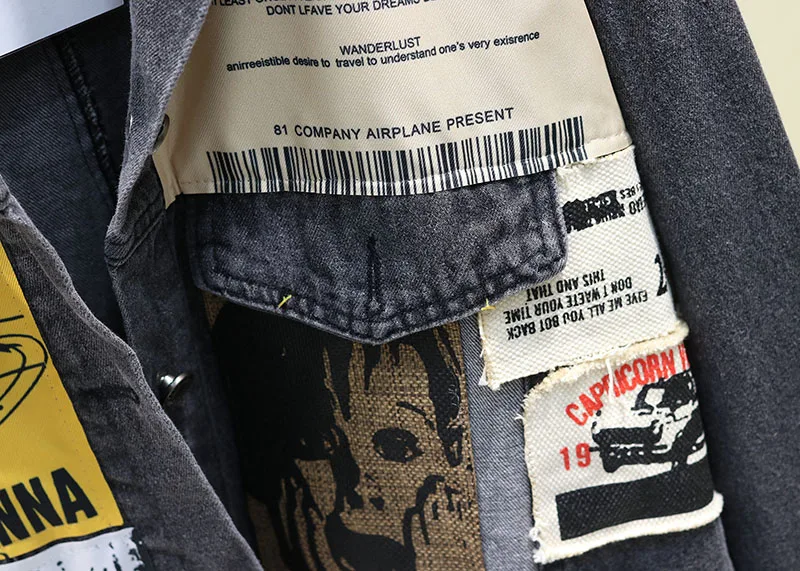 LEAST
DONT LFAVE YOUR DREAMS
WANDERLUST
anirreeistible desire to travel to understand one's very exisrence
81 COMPANY AIRPLANE PRESENT
EIVE ME ALL YOU BOT BACK
DON'T WAETE YOUR TIME
THIS AND THAT
CAPRICORN
19
NNA